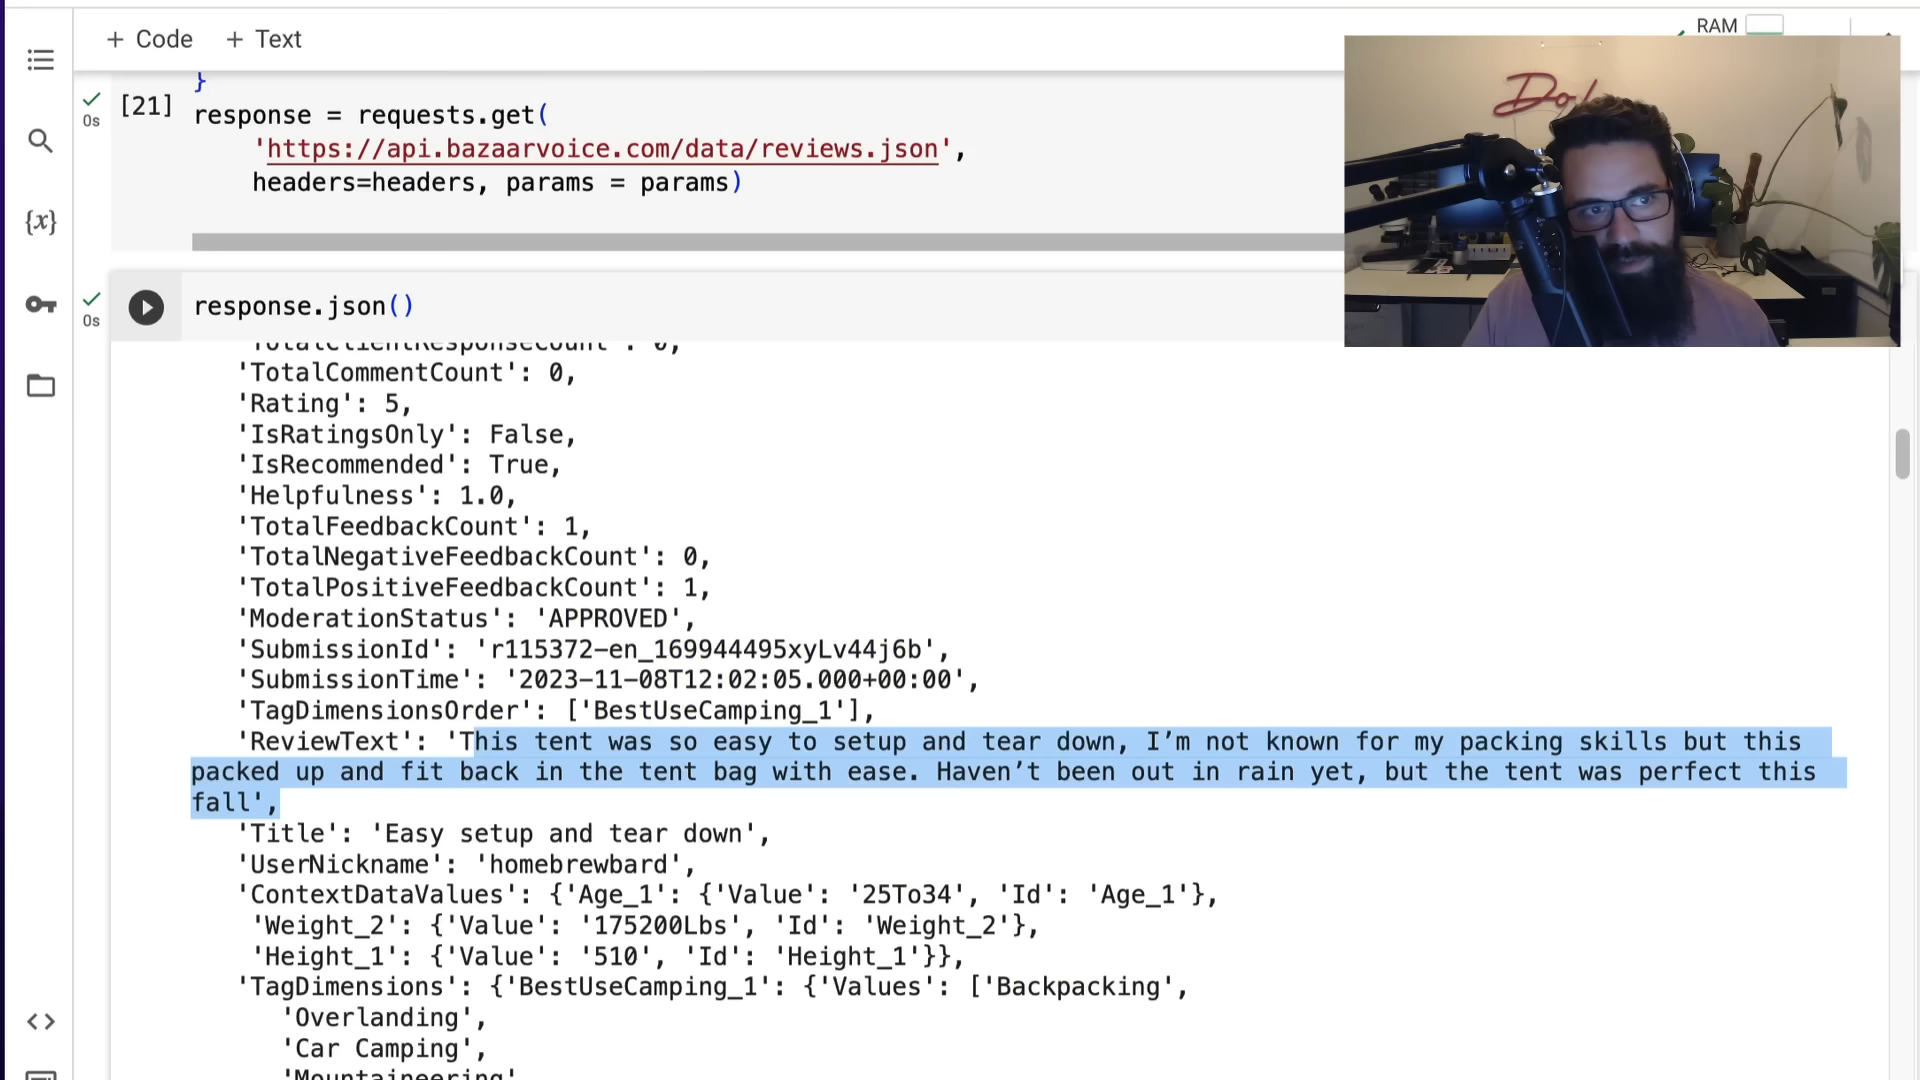 + Code + Text
RAM
}
[21]
0s
response = requests.get(
'https://api.bazaarvoice.com/data/reviews.json',
headers=headers, params = params)
0s
response.json()
'TotalClientResponseCount': 0,
'TotalCommentCount': 0,
'Rating': 5,
'IsRatingsOnly': False,
'IsRecommended': True,
'Helpfulness': 1.0,
'TotalFeedbackCount': 1,
'TotalNegativeFeedbackCount': 0,
'TotalPositiveFeedbackCount': 1,
'ModerationStatus': 'APPROVED',
'SubmissionId': 'r115372-en_169944495xyLv44j6b',
'SubmissionTime': '2023-11-08T12:02:05.000+00:00',
'TagDimensionsOrder': ['BestUseCamping_1'],
'ReviewText': 'This tent was so easy to setup and tear down, I’m not known for my packing skills but this
packed up and fit back in the tent bag with ease. Haven’t been out in rain yet, but the tent was perfect this
fall',
'Title': 'Easy setup and tear down',
'UserNickname': 'homebrewbard',
'ContextDataValues': {'Age_1': {'Value': '25To34', 'Id': 'Age_1'},
'Weight_2': {'Value': '175200Lbs', 'Id': 'Weight_2'},
'Height_1': {'Value': '510', 'Id': 'Height_1'}},
'TagDimensions': {'BestUseCamping_1': {'Values': ['Backpacking',
'Overlanding',
'Car Camping',
'Mountaineering'